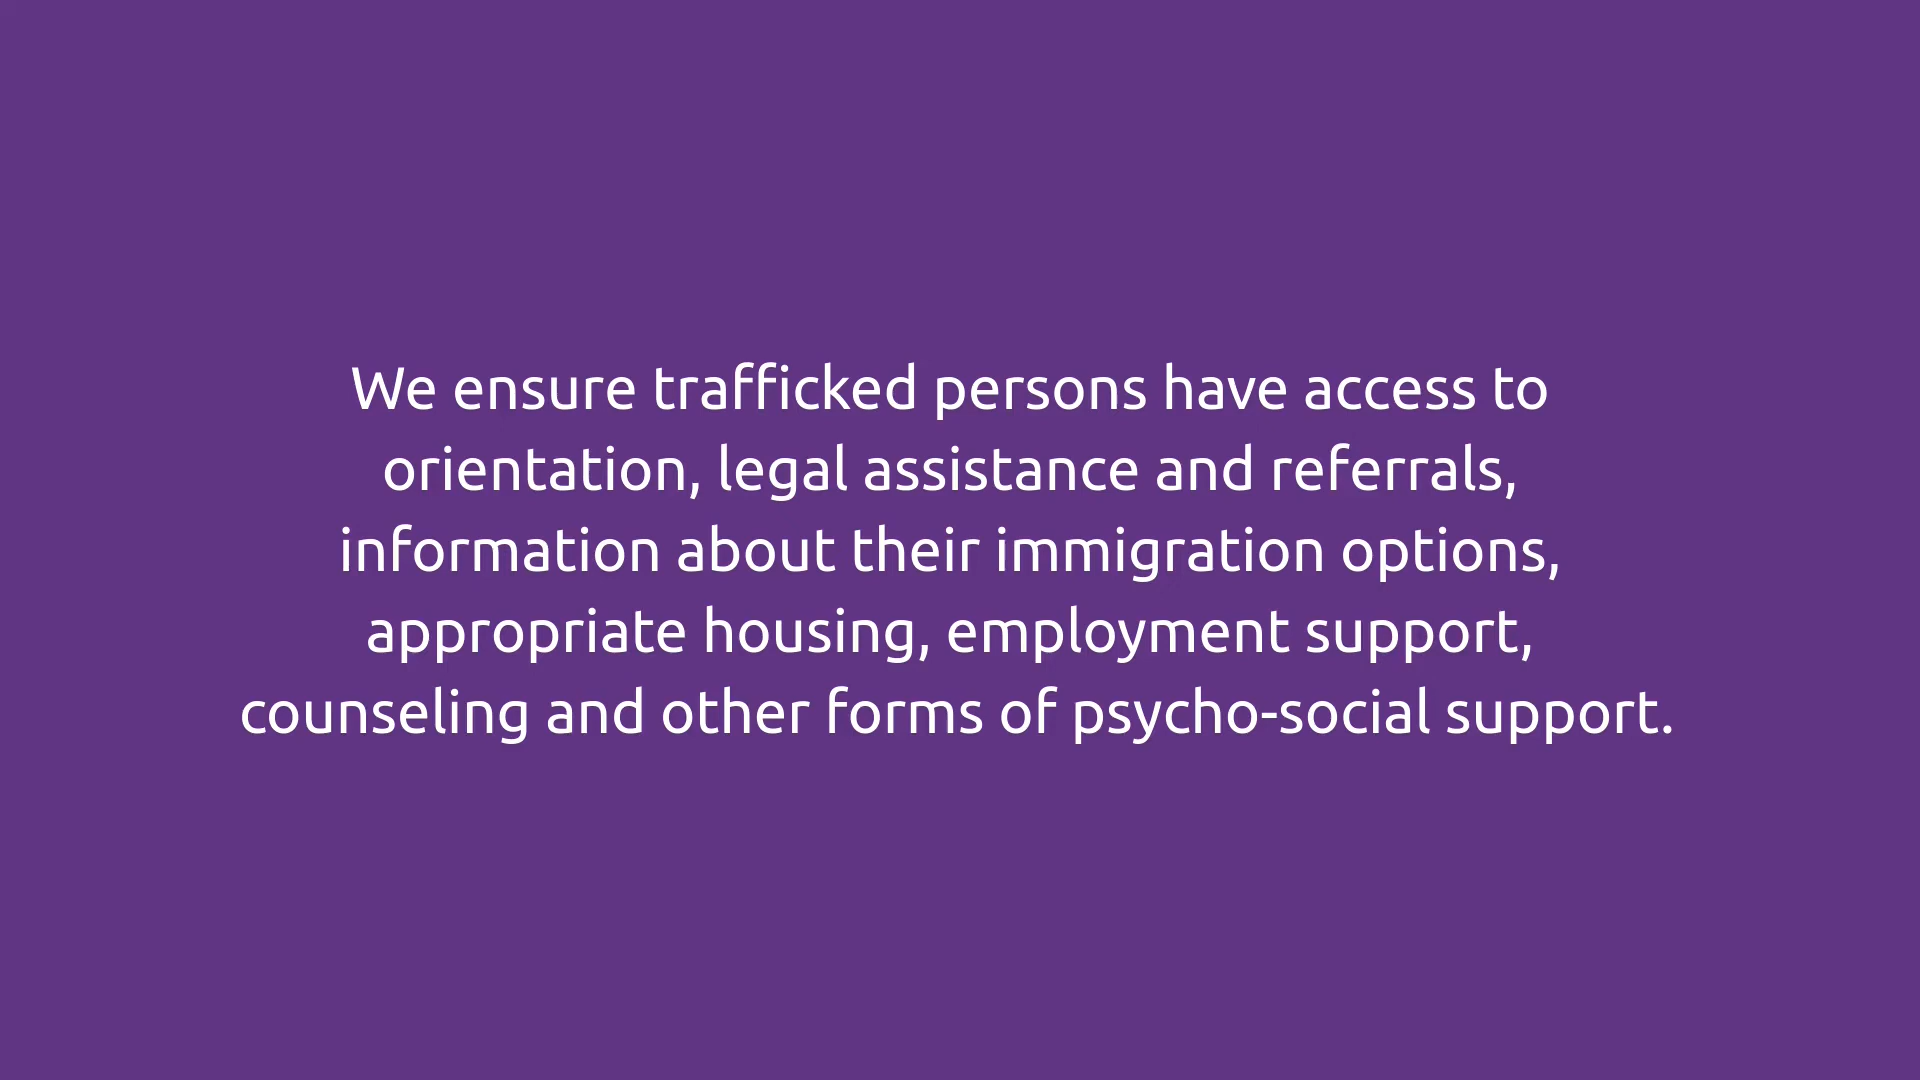 We ensure trafficked persons have access to
orientation, legal assistance and referrals,
information about their immigration options,
appropriate housing, employment support,
counseling and other forms of psycho-social support.